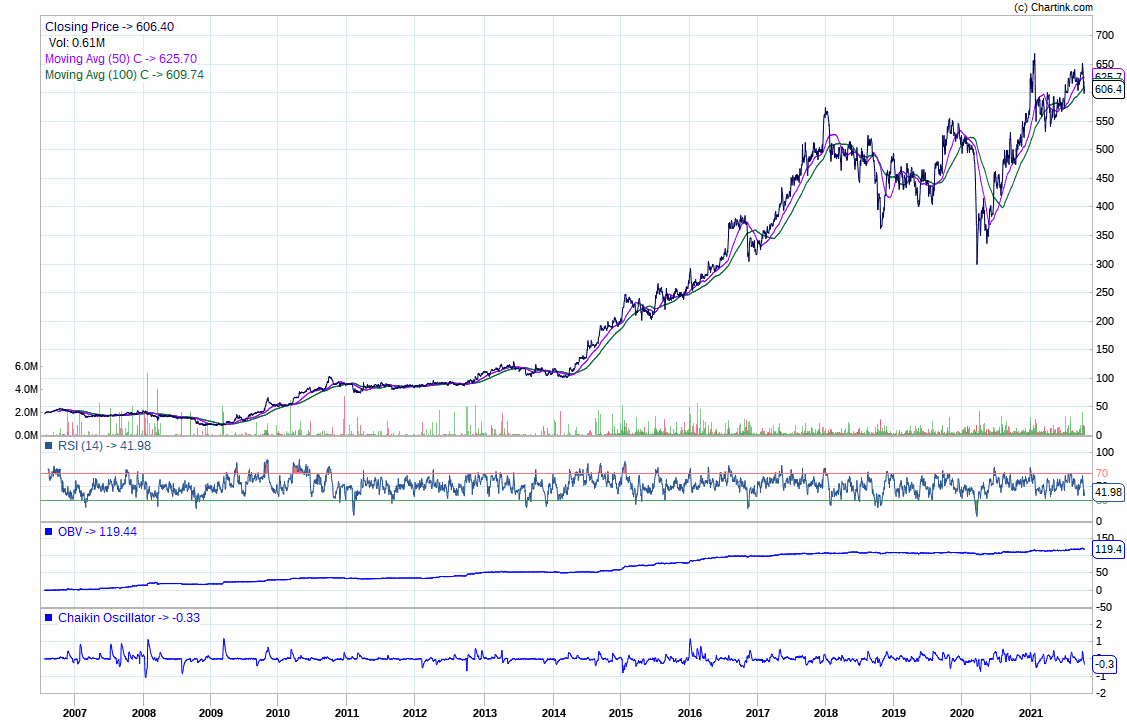 (c) Chartink.com
Closing Price -> 606.40
Vol: 0.61M
Moving Avg (50) C -> 625.70
Moving Avg (100) C -> 609.74
700
650
625.7
606.4
550
500
450
400
350
300
250
200
150
100
50
0
6.0M
4.0M
2.0M
0.0M
RSI (14) -> 41.98
100
70
41.98
0
OBV -> 119.44
150
119.4
50
0
-50
Chaikin Oscillator -> -0.33
2
1
-0.3
-1
-2
2007 2008 2009 2010 2011 2012 2013 2014 2015 2016 2017 2018 2019 2020 2021